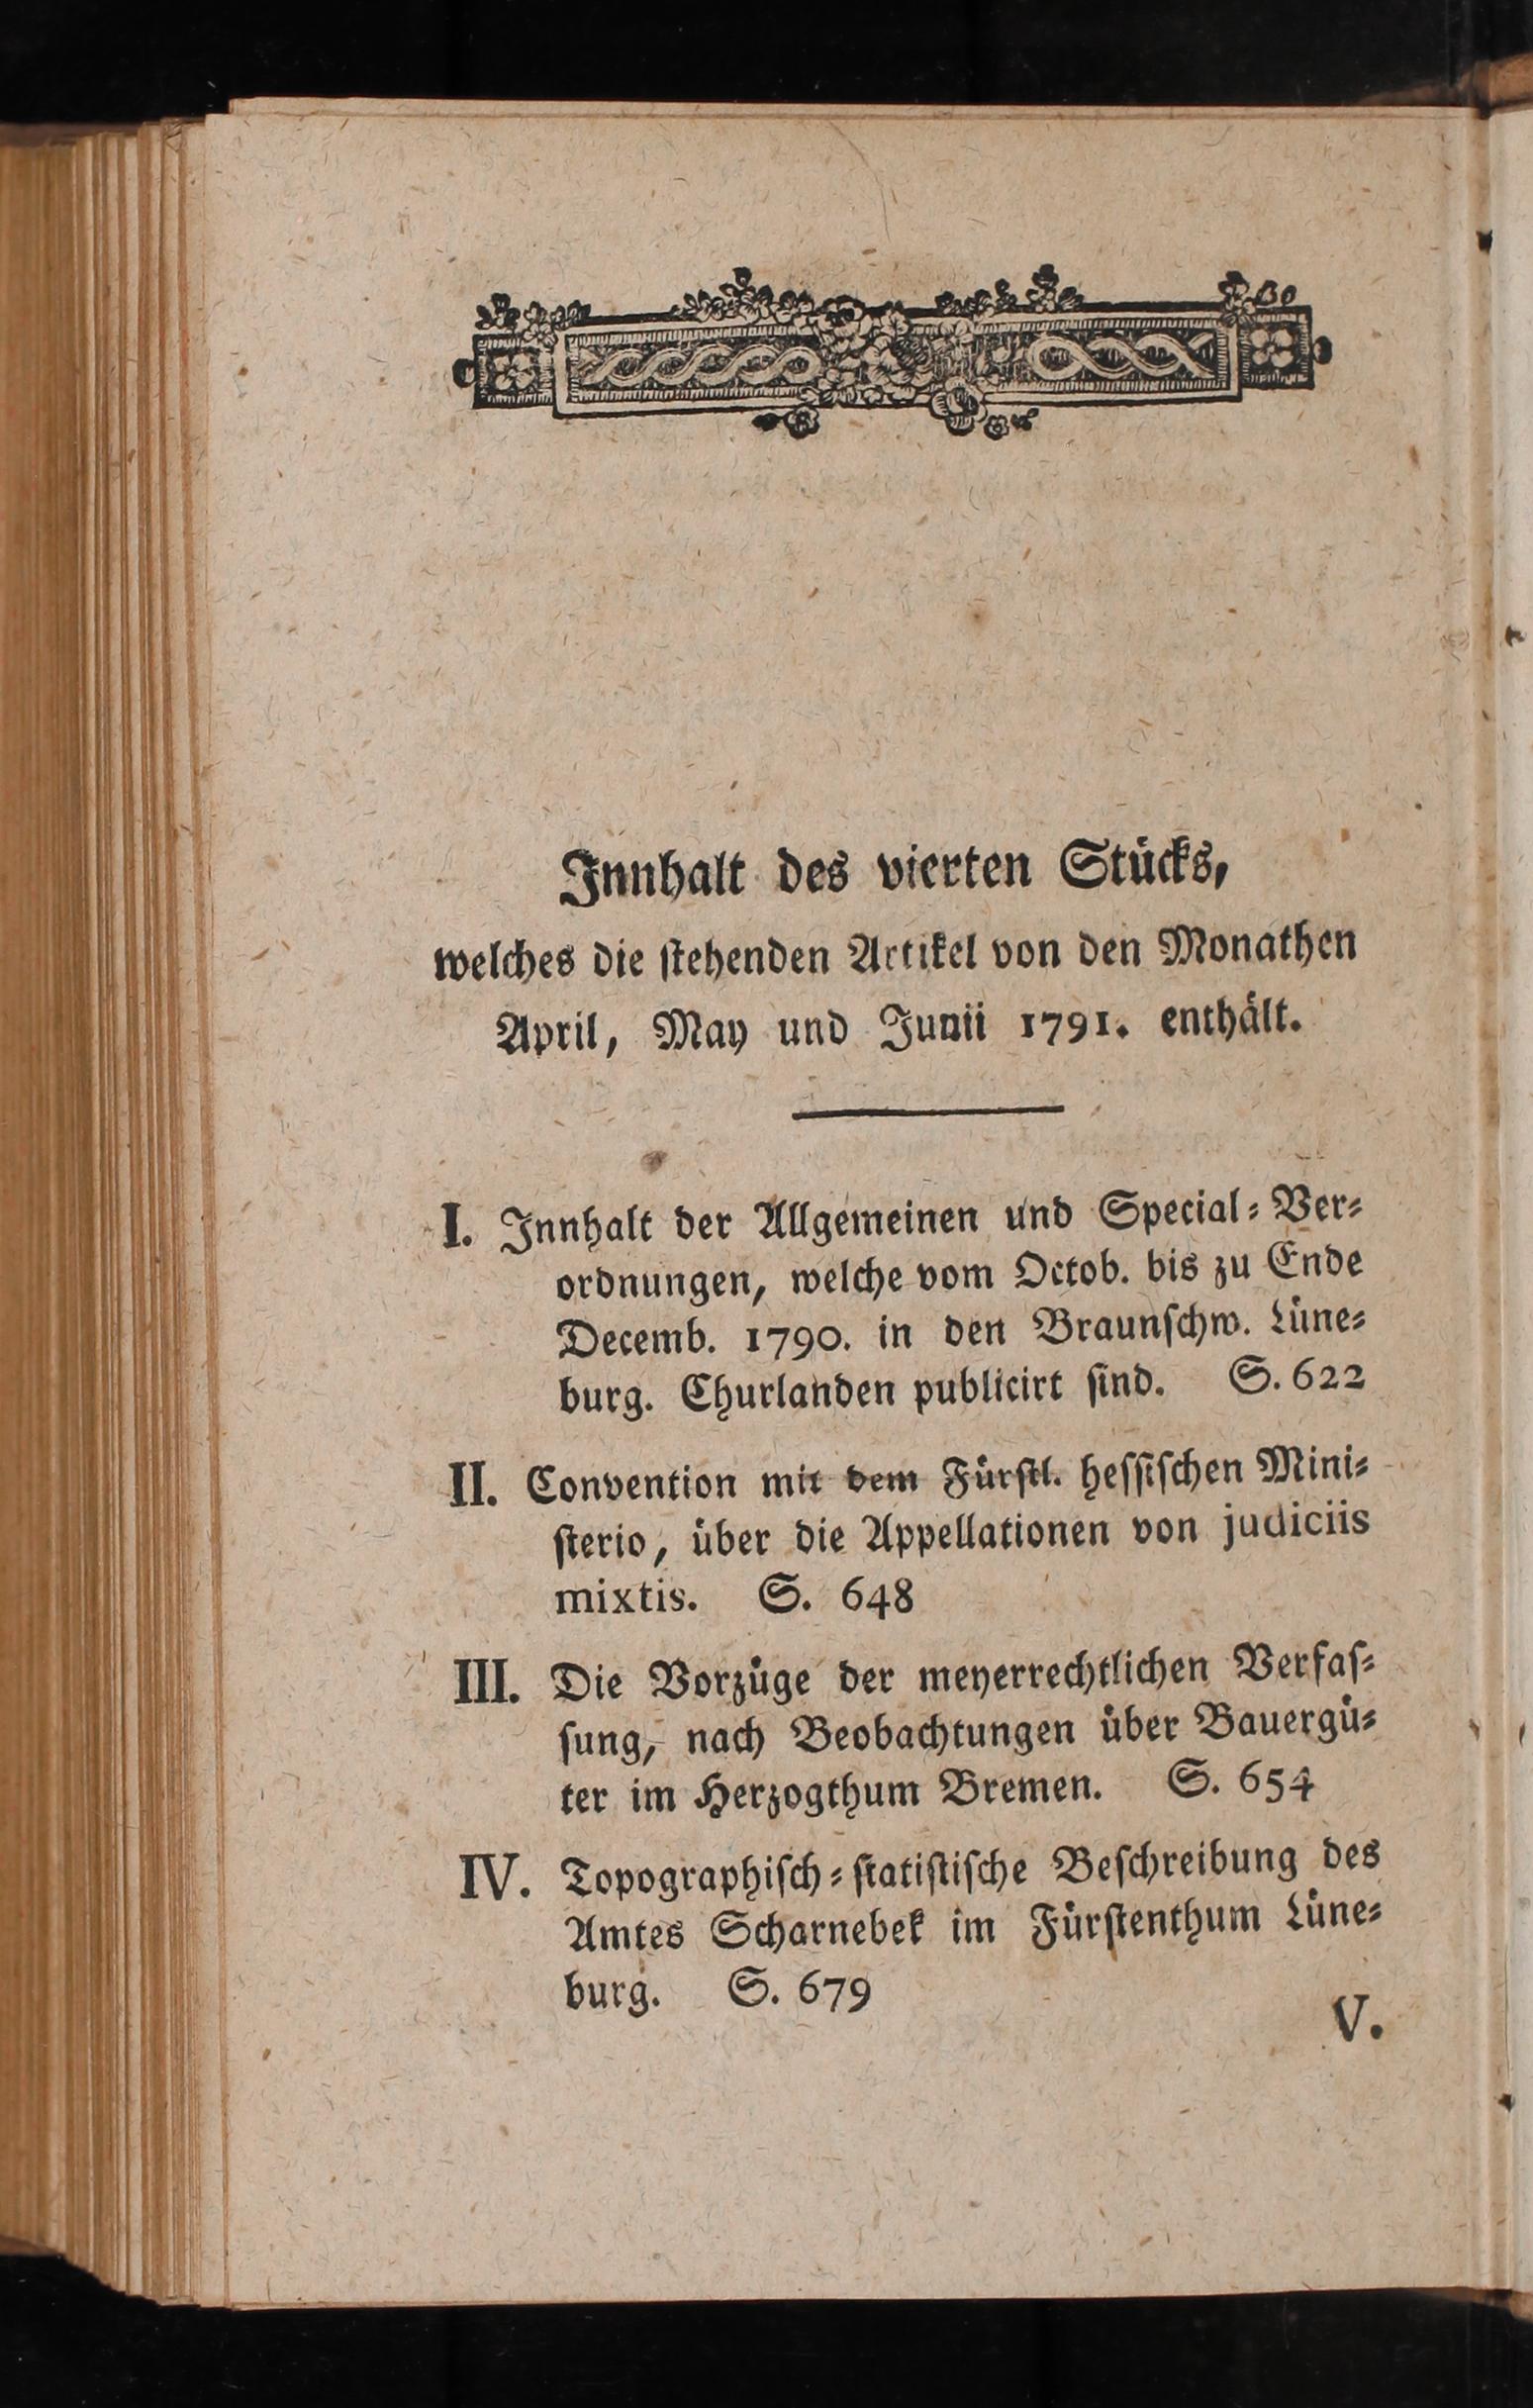 Innhalt des vierten Stücks,
welches die stehenden Artikel von den Monathen
April, May und Junii 1791. enthält.
I. Innhalt der Allgemeinen und Special-Ver-
ordnungen, welche vom Octob. bis zu Ende
Decemb. 1790. in den Braunschw. Lüne-
burg. Churlanden publicirt sind. S. 622
II. Convention mit dem Fürstl. hessischen Mini-
sterio, über die Appellationen von judiciis
mixtis. S. 648
III. Die Vorzüge der meyerrechtlichen Verfas-
sung, nach Beobachtungen über Bauergü-
ter im Herzogthum Bremen. S. 654
IV. Topographisch-statistische Beschreibung des
Amtes Scharnebek im Fürstenthum Lüne-
burg. S. 679
V.